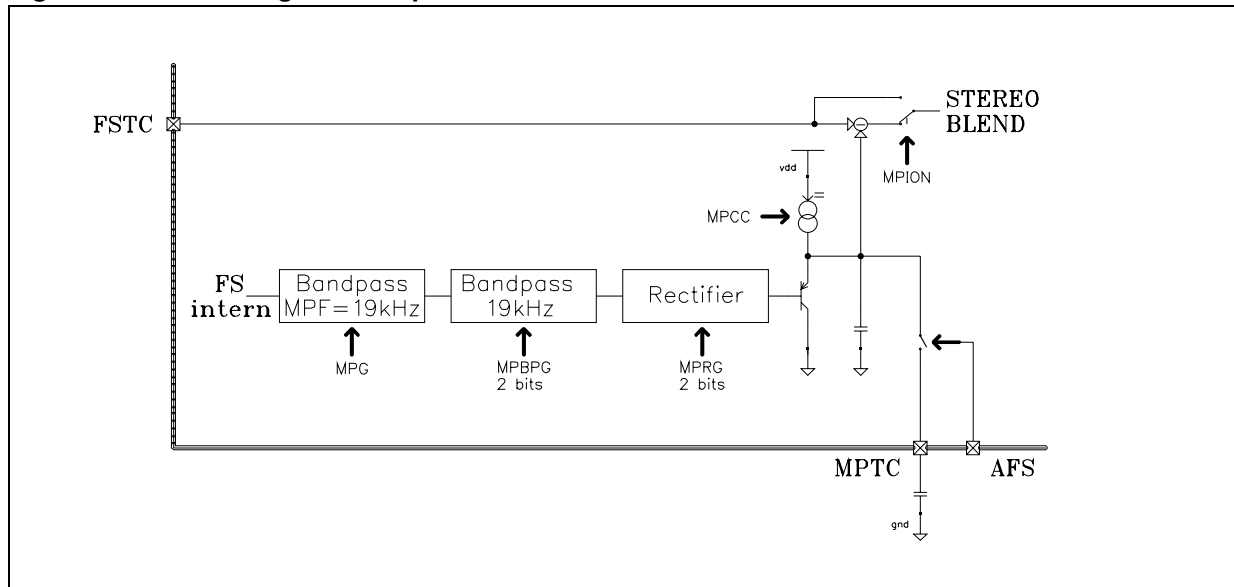 FSTC
STEREO
BLEND
MPION
vdd
MPCC
FS
intern
Bandpass
MPF=19kHz
Bandpass
19kHz
Rectifier
MPG
MPBPG
2 bits
MPRG
2 bits
MPTC
AFS
gnd